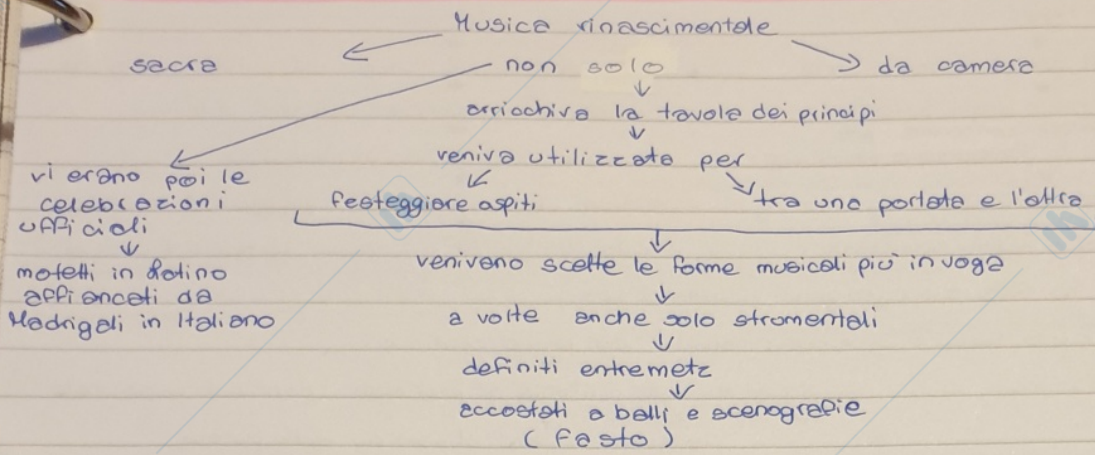 Musica rinascimentale
sacra non solo da camera
arricchiva la tavola dei principi
veniva utilizzata per
vi erano poi le
celebrazioni festeggiare ospiti tra una portata e l'altra
ufficiali
venivano scelte le forme musicali più in voga
motetti in latino
affiancati da
Madrigali in Italiano
a volte anche solo strumentali
definiti entremetz
accostati a balli e scenografie
(fasto)